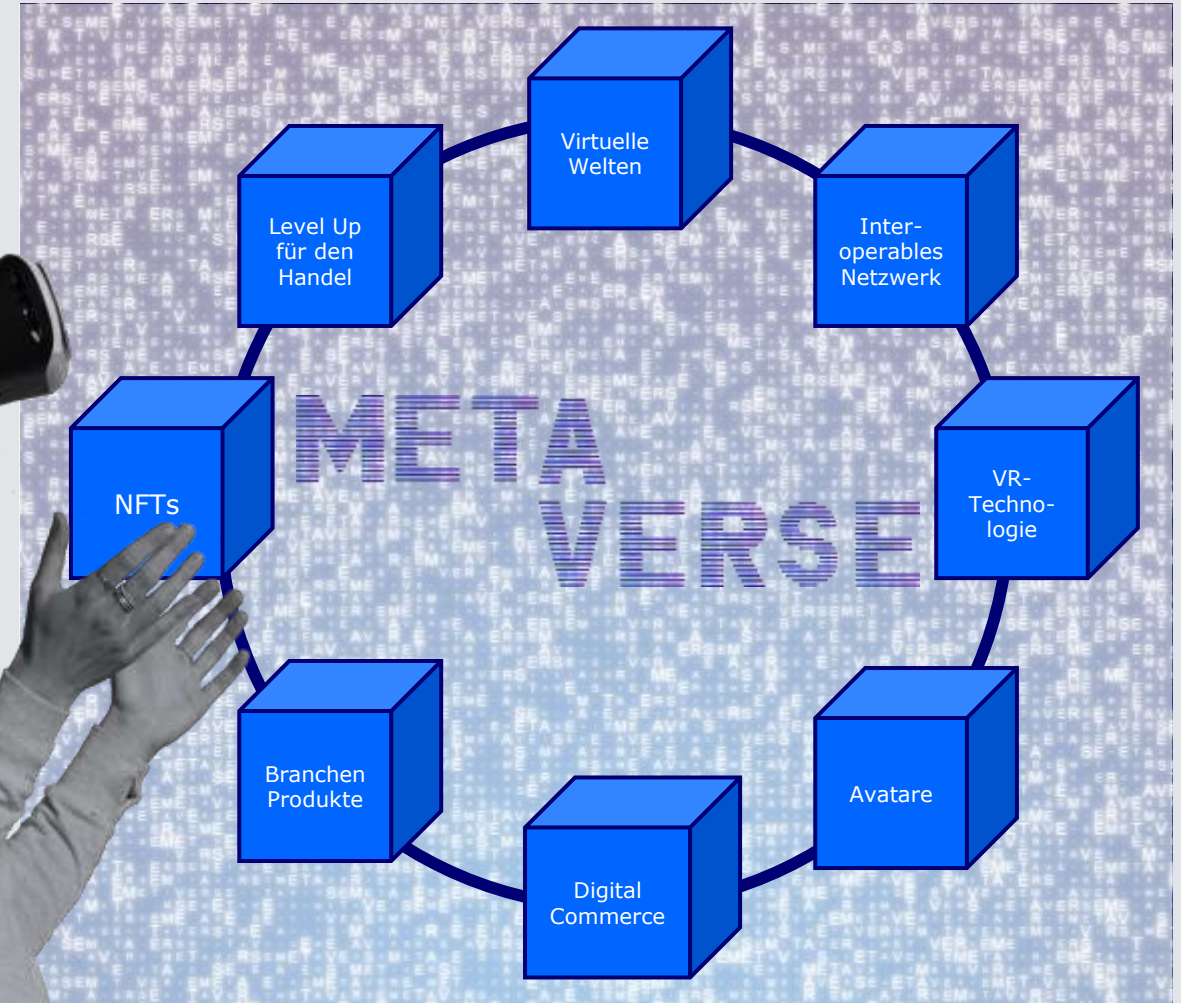 Virtuelle
Welten
Level Up
für den
Handel
Inter-
operables
Netzwerk
META
VERSE
NFTs
VR-
Techno-
logie
Branchen
Produkte
Avatare
Digital
Commerce